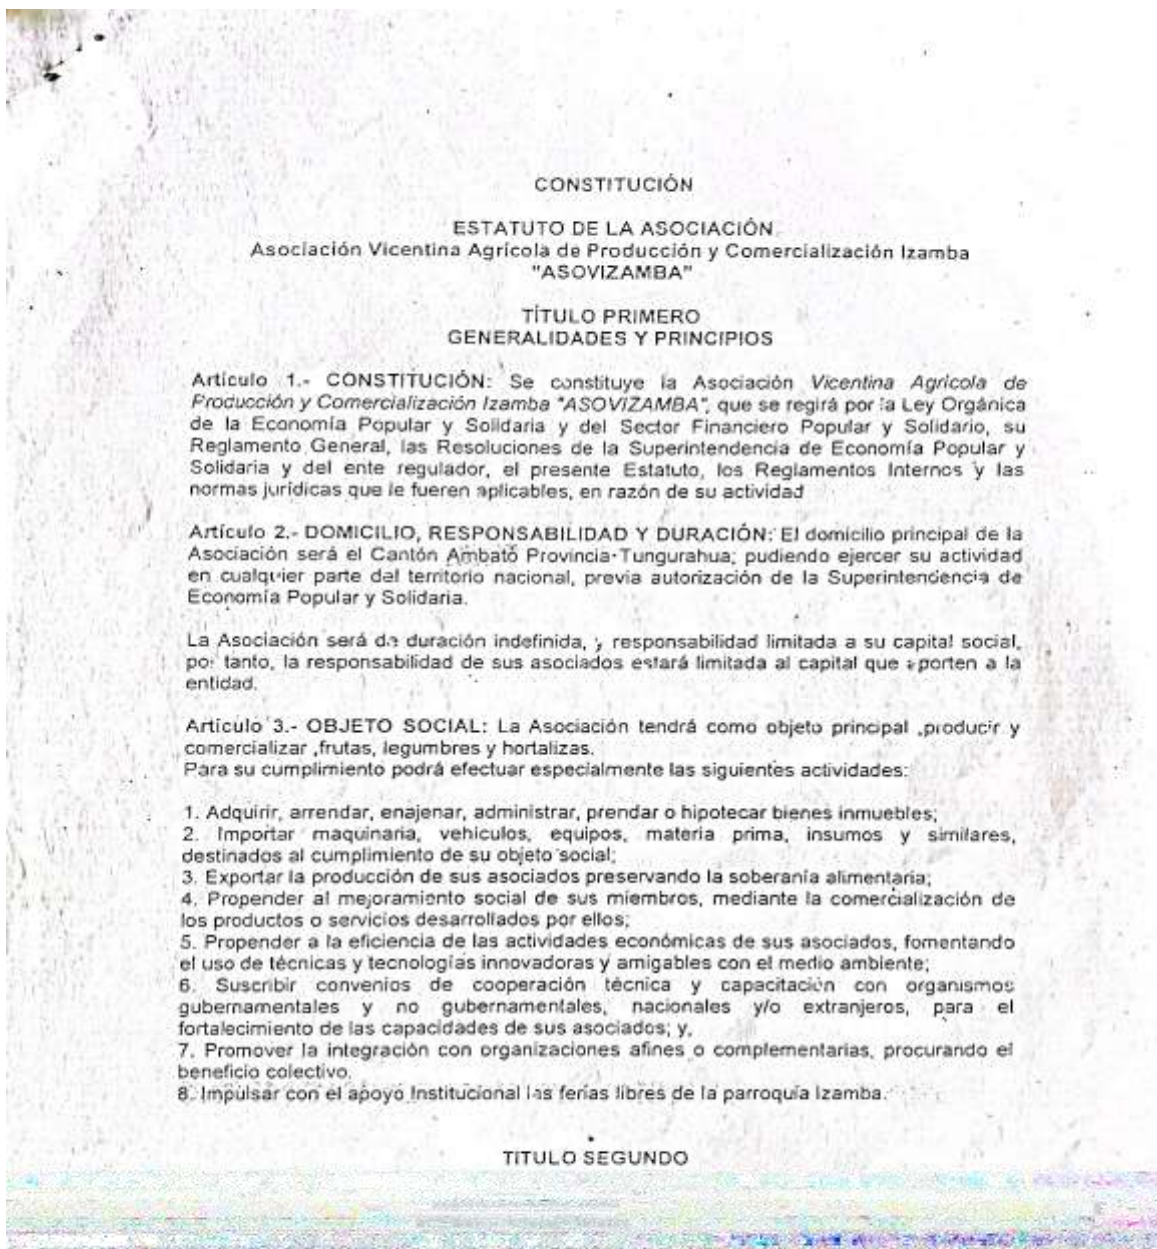 CONSTITUCIÓN
ESTATUTO DE LA ASOCIACIÓN
Asociación Vicentina Agrícola de Producción y Comercialización Izamba
"ASOVIZAMBA"
TÍTULO PRIMERO
GENERALIDADES Y PRINCIPIOS
Artículo 1.- CONSTITUCIÓN: Se constituye la Asociación Vicentina Agrícola de
Producción y Comercialización Izamba "ASOVIZAMBA", que se regirá por la Ley Orgánica
de la Economía Popular y Solidaria y del Sector Financiero Popular y Solidario, su
Reglamento General, las Resoluciones de la Superintendencia de Economía Popular y
Solidaria y del ente regulador, el presente Estatuto, los Reglamentos Internos y las
normas jurídicas que le fueren aplicables, en razón de su actividad
Artículo 2.- DOMICILIO, RESPONSABILIDAD Y DURACIÓN: El domicilio principal de la
Asociación será el Cantón Ambato Provincia-Tungurahua; pudiendo ejercer su actividad
en cualquier parte del territorio nacional, previa autorización de la Superintendencia de
Economía Popular y Solidaria.
La Asociación será de duración indefinida, y responsabilidad limitada a su capital social,
por tanto, la responsabilidad de sus asociados estará limitada al capital que aporten a la
entidad.
Artículo 3.- OBJETO SOCIAL: La Asociación tendrá como objeto principal ,producir y
comercializar ,frutas, legumbres y hortalizas.
Para su cumplimiento podrá efectuar especialmente las siguientes actividades:
1. Adquirir, arrendar, enajenar, administrar, prendar o hipotecar bienes inmuebles;
2. Importar maquinaria, vehículos, equipos, materia prima, insumos y similares,
destinados al cumplimiento de su objeto social;
3. Exportar la producción de sus asociados preservando la soberanía alimentaria;
4. Propender al mejoramiento social de sus miembros, mediante la comercialización de
los productos o servicios desarrollados por ellos;
5. Propender a la eficiencia de las actividades económicas de sus asociados, fomentando
el uso de técnicas y tecnologías innovadoras y amigables con el medio ambiente;
6. Suscribir convenios de cooperación técnica y capacitación con organismos
gubernamentales y no gubernamentales, nacionales y/o extranjeros, para el
fortalecimiento de las capacidades de sus asociados; y,
7. Promover la integración con organizaciones afines o complementarias, procurando el
beneficio colectivo.
8. Impulsar con el apoyo Institucional las ferias libres de la parroquia Izamba.
TITULO SEGUNDO